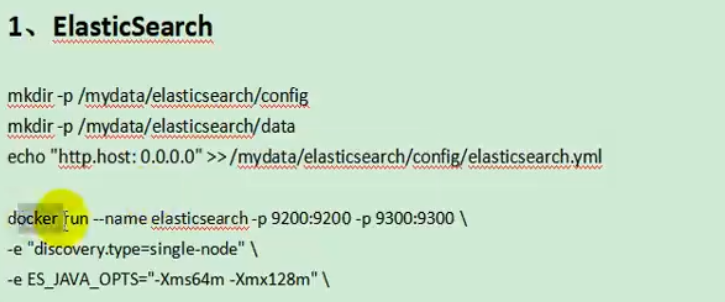 1、ElasticSearch
mkdir -p /mydata/elasticsearch/config
mkdir -p /mydata/elasticsearch/data
echo "http.host: 0.0.0.0" >>/mydata/elasticsearch/config/elasticsearch.yml
docker run --name elasticsearch -p 9200:9200 -p 9300:9300 \
-e "discovery.type=single-node" \
-e ES_JAVA_OPTS="-Xms64m -Xmx128m" \